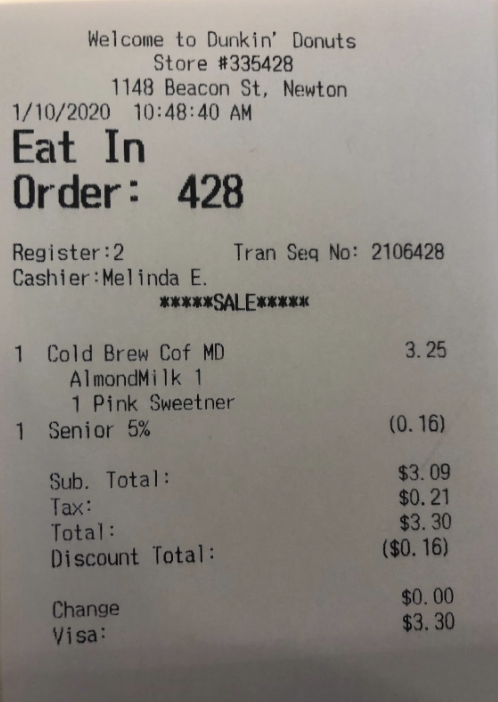 Welcome to Dunkin' Donuts
Store #335428
1148 Beacon St, Newton
1/10/2020 10:48:40 AM
Eat In
Order: 428
Register:2 Tran Seq No: 2106428
Cashier:Melinda E.
*****SALE*****
1 Cold Brew Cof MD 3.25
AlmondMilk 1
1 Pink Sweetner
1 Senior 5% (0.16)
Sub. Total: $3.09
Tax: $0.21
Total: $3.30
Discount Total: ($0.16)
Change $0.00
Visa: $3.30